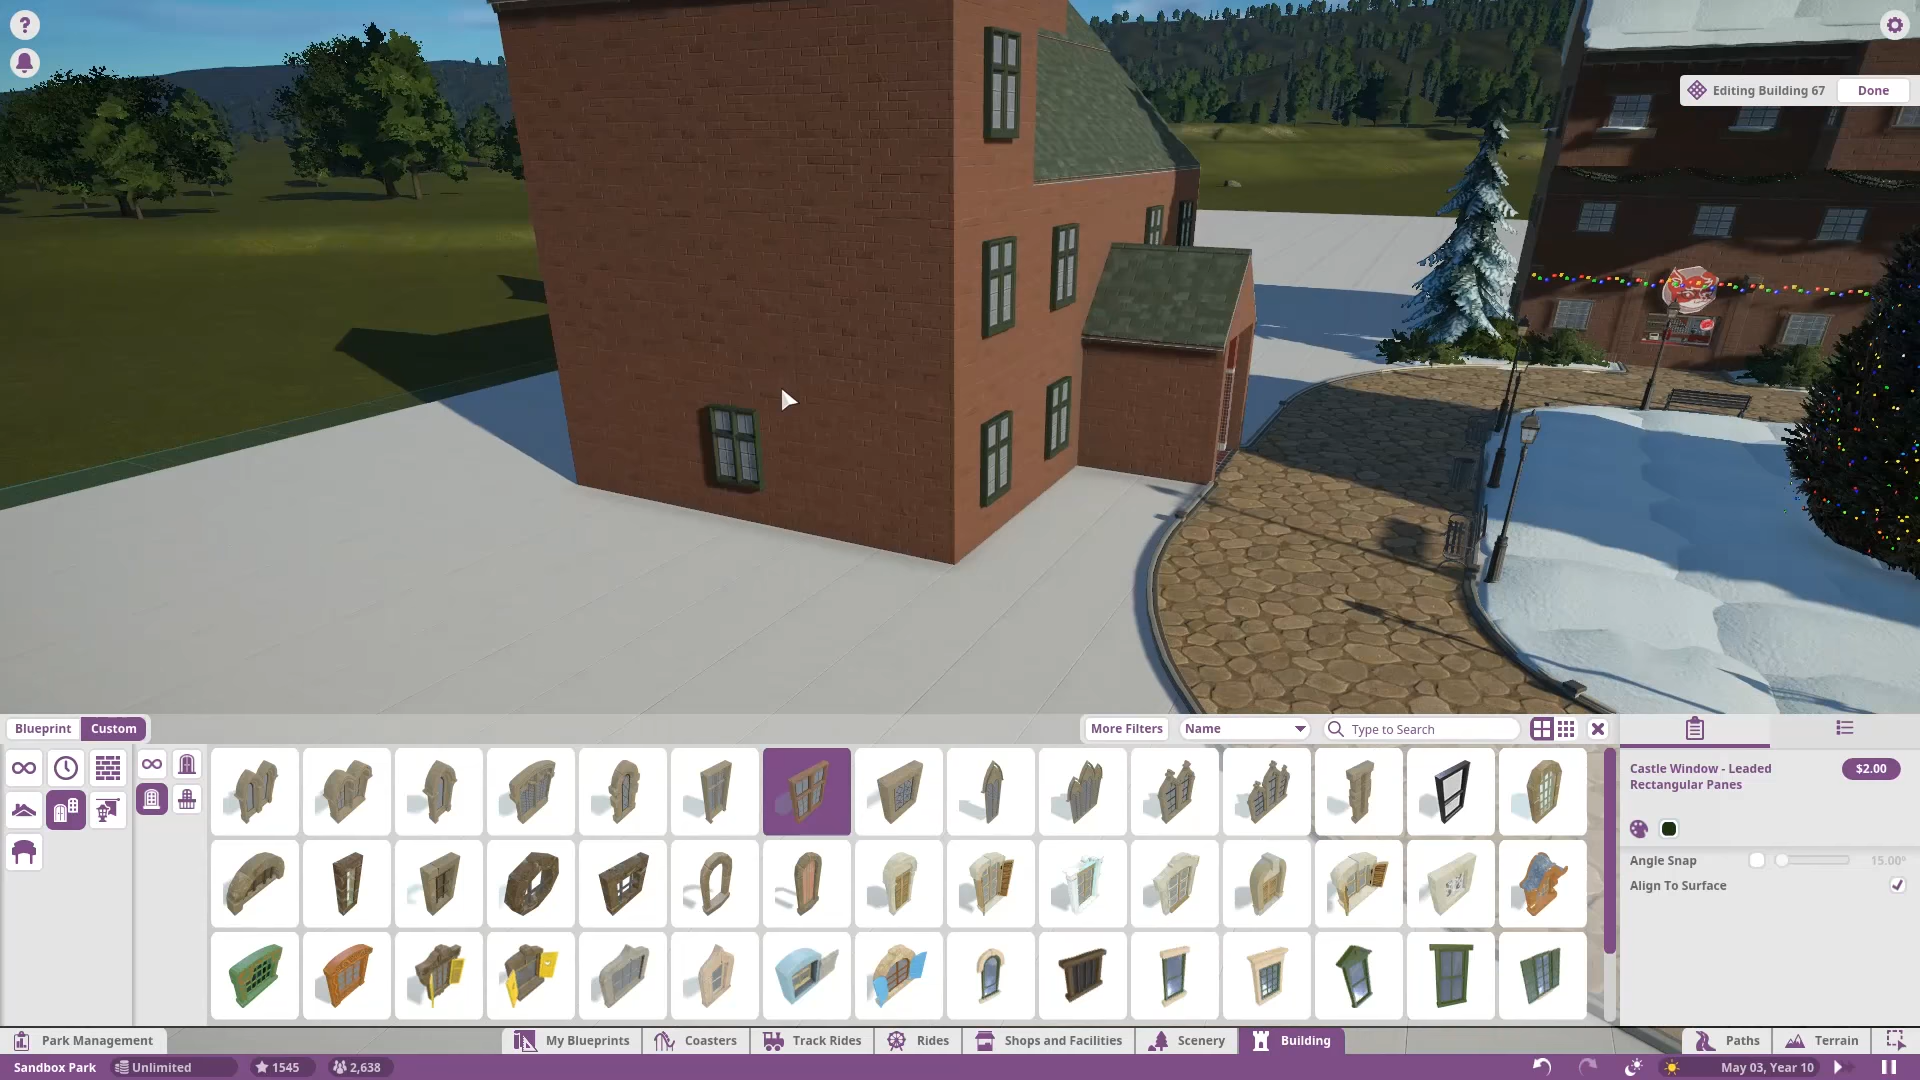 ?
Editing Building 67
Done
Blueprint
Custom
More Filters
Name
Type to Search
Castle Window - Leaded
Rectangular Panes
$2.00
Angle Snap
15.00°
Align To Surface
Park Management
My Blueprints
Coasters
Track Rides
Rides
Shops and Facilities
Scenery
Building
Paths
Terrain
Sandbox Park
Unlimited
1545
2,638
May 03, Year 10